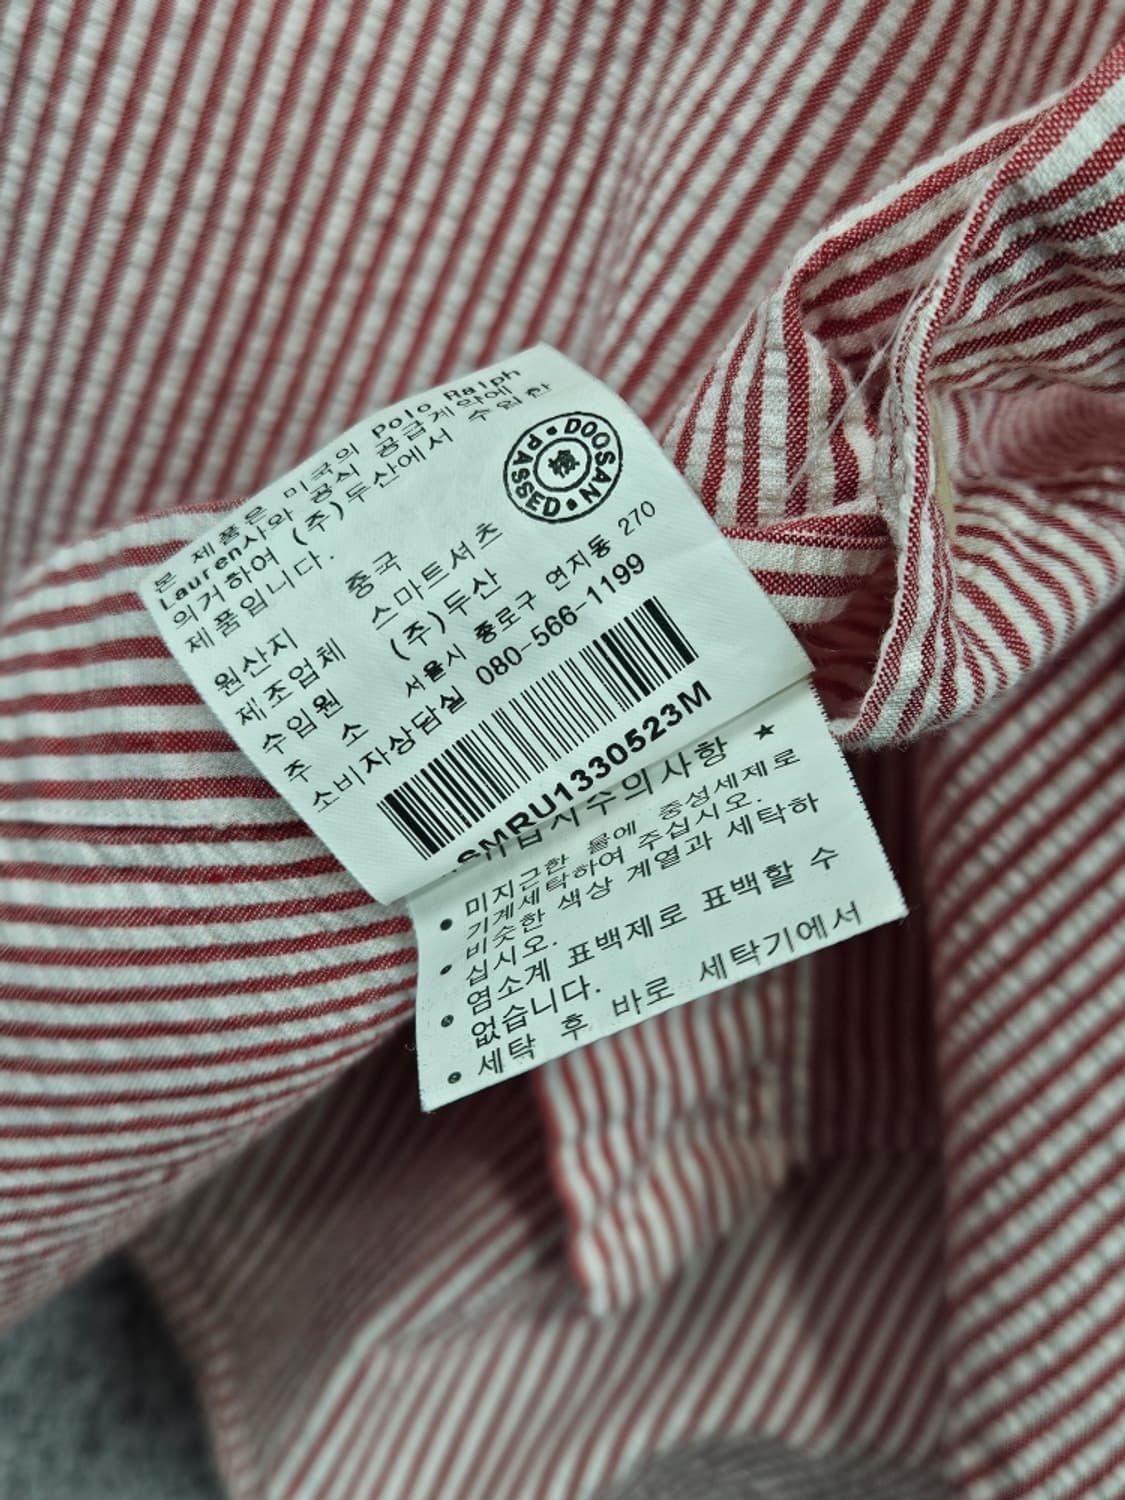 본 제품은 미국의 Polo Ralph
Lauren사와 공식 공급계약에
의거하여 (주)두산에서 수입한
제품입니다.
DOOSAN
檢
PASSED
원산지 중국
제조업체 스마트셔츠
수입원 (주)두산
주 소 서울시 종로구 연지동 270
소비자상담실 080-566-1199
SMRU1330523M
취급시주의사항 ★
• 미지근한 물에 중성세제로
기계세탁하여 주십시오.
• 비슷한 색상 계열과 세탁하
십시오.
• 염소계 표백제로 표백할 수
없습니다.
• 세탁 후 바로 세탁기에서